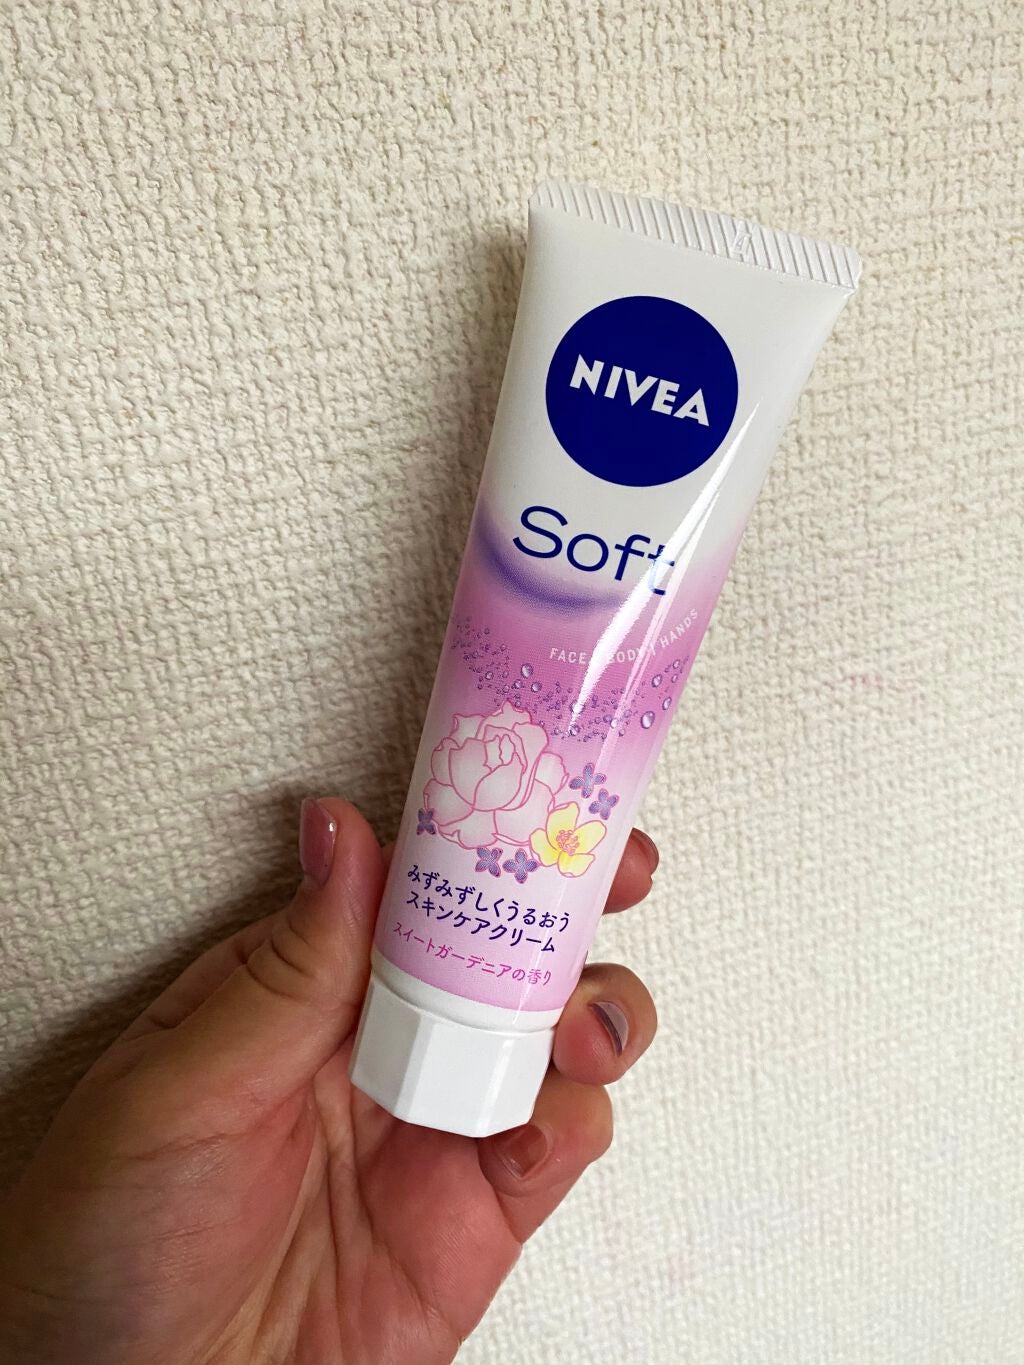 NIVEA
Soft
FACE | BODY | HANDS
みずみずしくうるおう
スキンケアクリーム
スイートガーデニアの香り